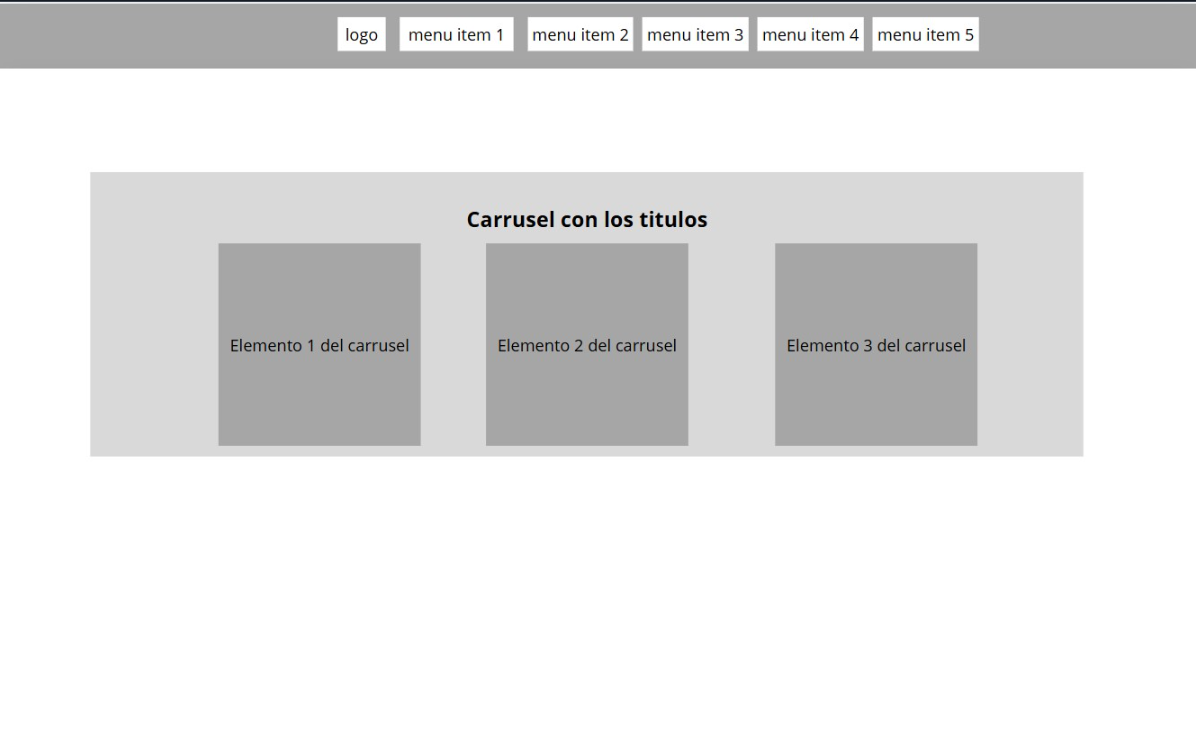 logo menu item 1 menu item 2 menu item 3 menu item 4 menu item 5
Carrusel con los titulos
Elemento 1 del carrusel Elemento 2 del carrusel Elemento 3 del carrusel